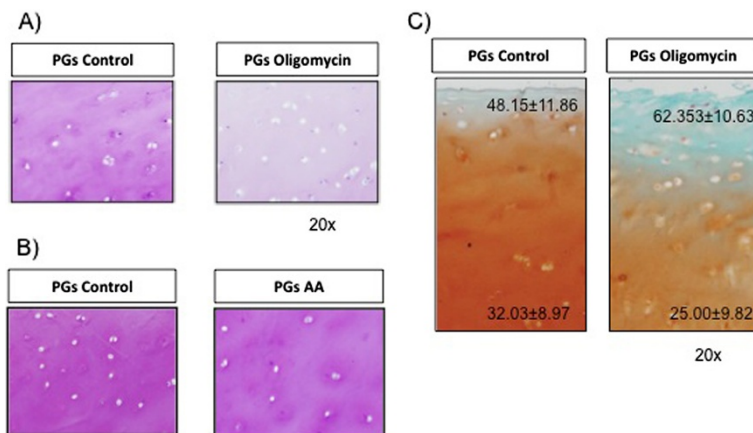 A)
PGs Control
PGs Oligomycin
20x
B)
PGs Control
PGs AA
C)
PGs Control
PGs Oligomycin
48.15±11.86
62.353±10.63
32.03±8.97
25.00±9.82
20x